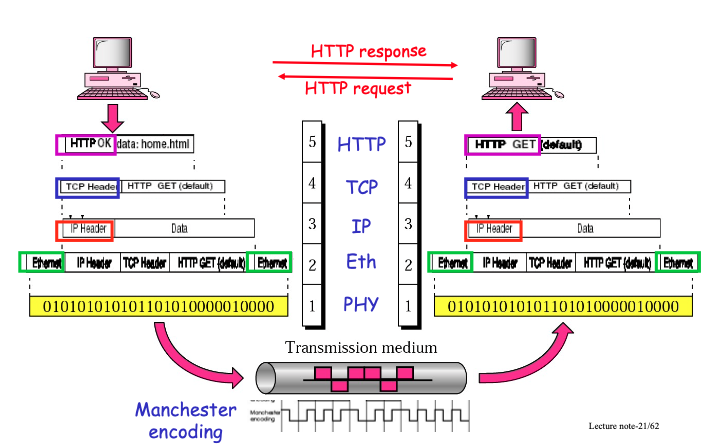 HTTP response
HTTP request
HTTP OK data: home.html
TCP Header HTTP GET (default)
IP Header Data
Ethernet IP Header TCP Header HTTP GET (default) Ethernet
01010101010110101000010000
5 HTTP 5
4 TCP 4
3 IP 3
2 Eth 2
1 PHY 1
HTTP GET (default)
TCP Header HTTP GET (default)
IP Header Data
Ethernet IP Header TCP Header HTTP GET (default) Ethernet
01010101010110101000010000
Transmission medium
Manchester
encoding
Manchester
encoding
Lecture note-21/62